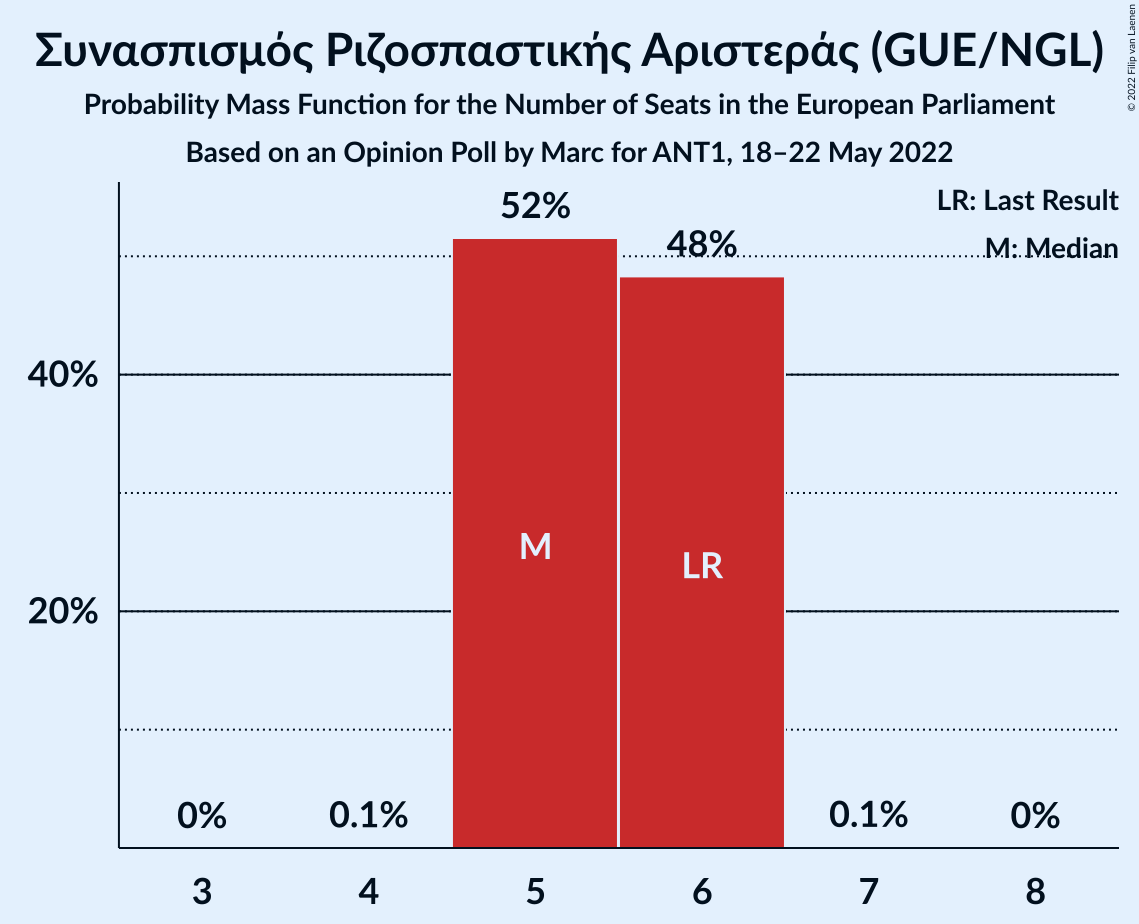 Συνασπισμός Ριζοσπαστικής Αριστεράς (GUE/NGL)
Probability Mass Function for the Number of Seats in the European Parliament
Based on an Opinion Poll by Marc for ANT1, 18–22 May 2022
© 2022 Filip van Laenen
LR: Last Result
M: Median
52%
48%
40%
20%
M
LR
0%
0.1%
0.1%
0%
3
4
5
6
7
8